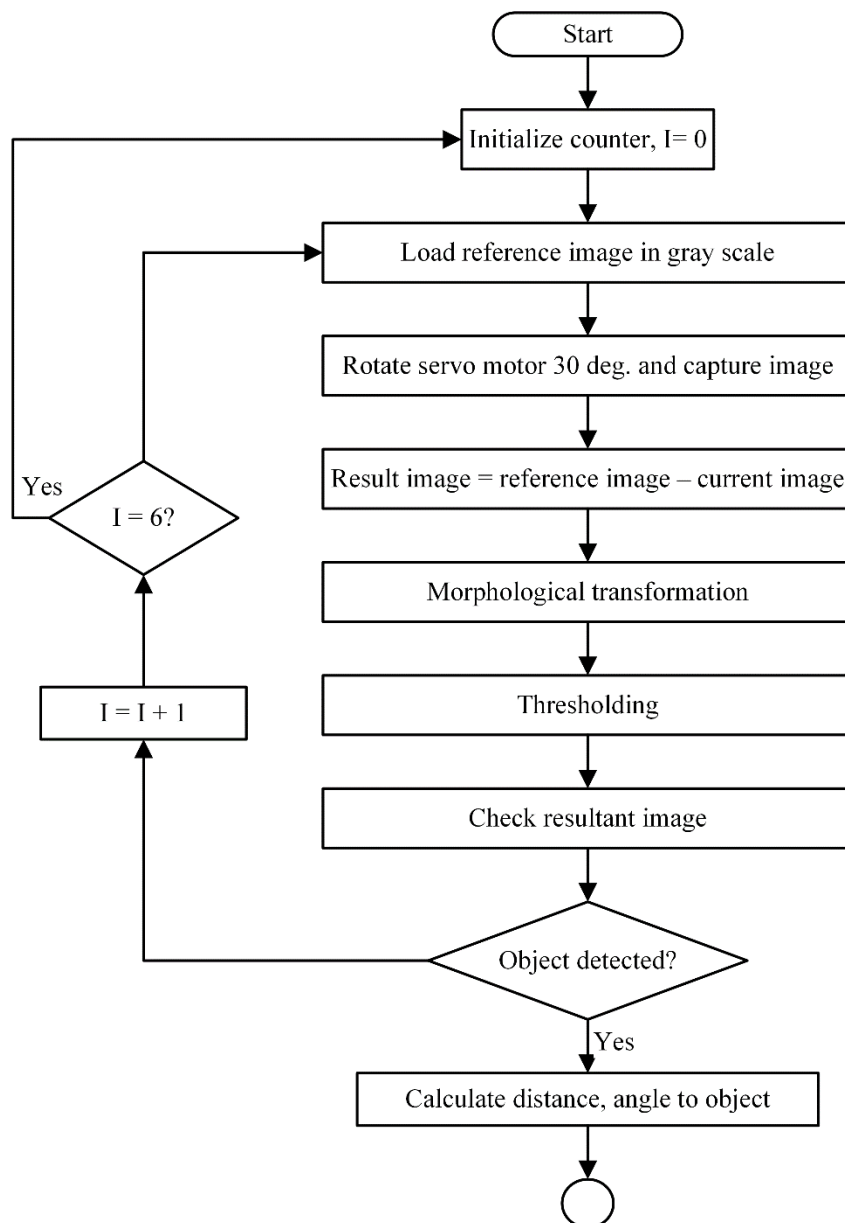 Start
Initialize counter, I= 0
Load reference image in gray scale
Rotate servo motor 30 deg. and capture image
Result image = reference image – current image
Yes
I = 6?
Morphological transformation
I = I + 1
Thresholding
Check resultant image
Object detected?
Yes
Calculate distance, angle to object